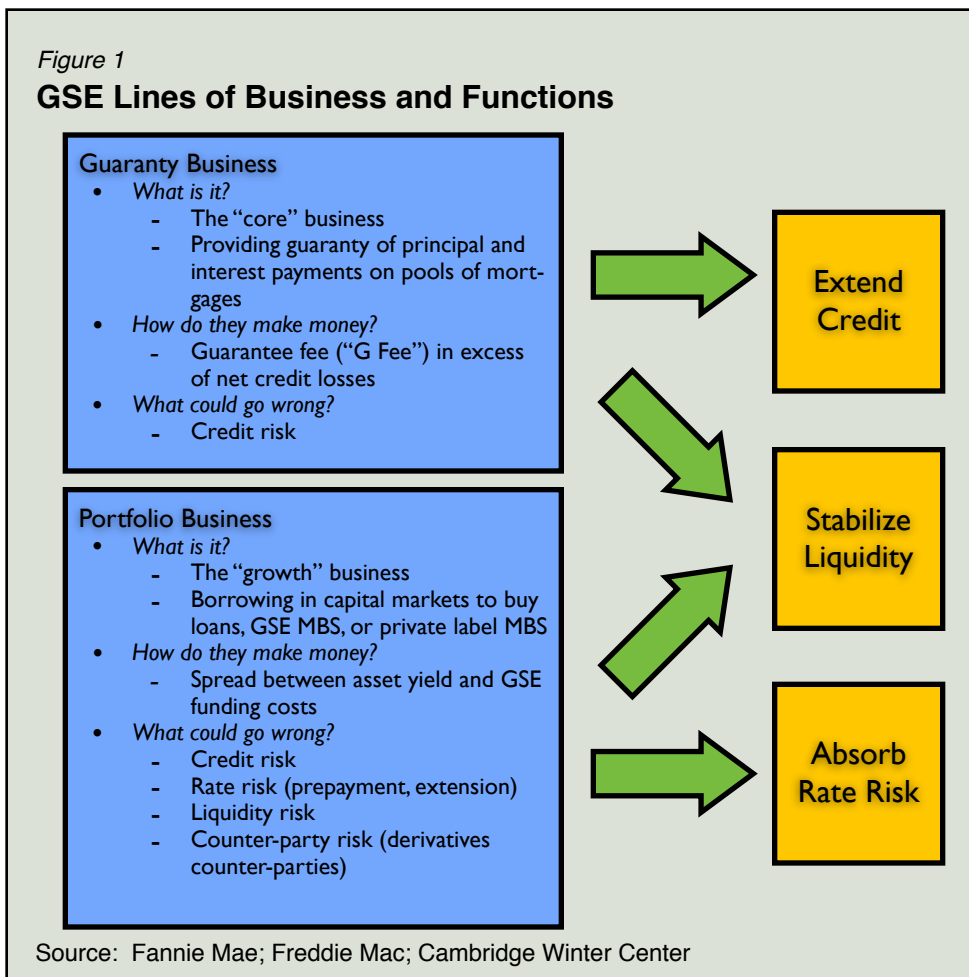 Figure 1
GSE Lines of Business and Functions
Guaranty Business
• What is it?
- The “core” business
- Providing guaranty of principal and
interest payments on pools of mort-
gages
• How do they make money?
- Guarantee fee (“G Fee”) in excess
of net credit losses
• What could go wrong?
- Credit risk
Portfolio Business
• What is it?
- The “growth” business
- Borrowing in capital markets to buy
loans, GSE MBS, or private label MBS
• How do they make money?
- Spread between asset yield and GSE
funding costs
• What could go wrong?
- Credit risk
- Rate risk (prepayment, extension)
- Liquidity risk
- Counter-party risk (derivatives
counter-parties)
Extend
Credit
Stabilize
Liquidity
Absorb
Rate Risk
Source: Fannie Mae; Freddie Mac; Cambridge Winter Center